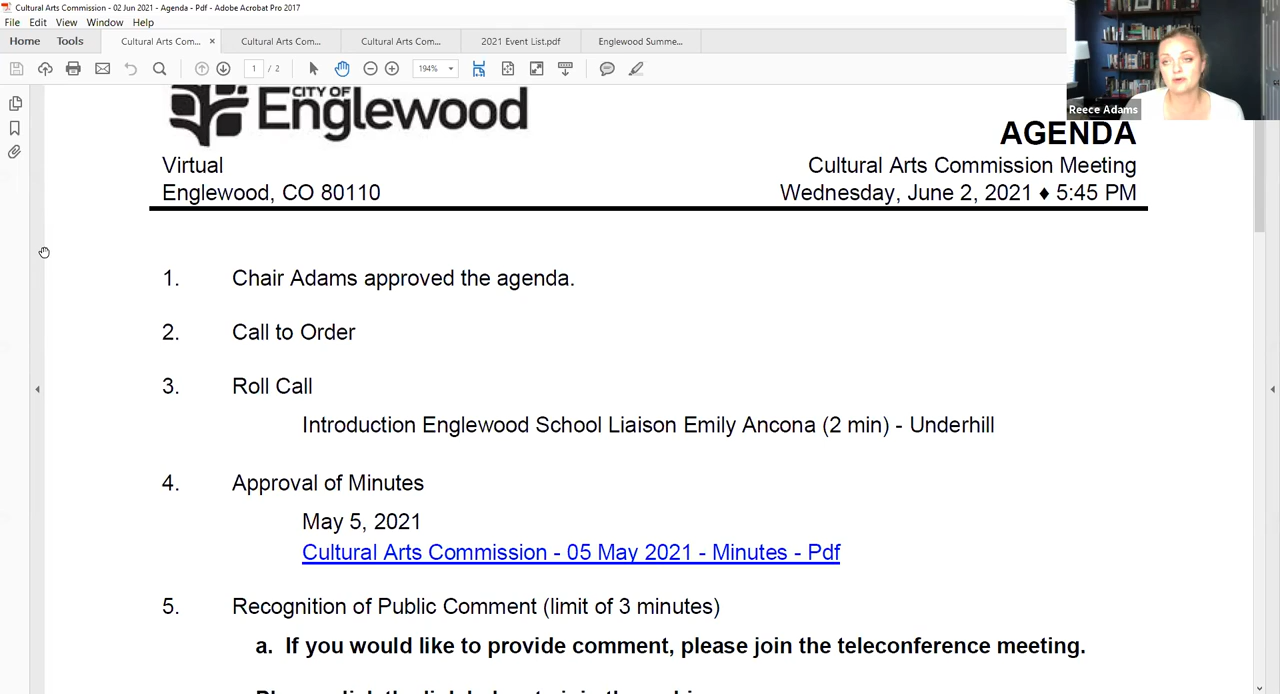 Cultural Arts Commission - 02 Jun 2021 - Agenda - Pdf - Adobe Acrobat Pro 2017
File Edit View Window Help
Home Tools Cultural Arts Com... × Cultural Arts Com... Cultural Arts Com... 2021 Event List.pdf Englewood Summe...
1 / 2 194%
Reece Adams
CITY OF
Englewood
AGENDA
Virtual Cultural Arts Commission Meeting
Englewood, CO 80110 Wednesday, June 2, 2021 ♦ 5:45 PM
1. Chair Adams approved the agenda.
2. Call to Order
3. Roll Call
Introduction Englewood School Liaison Emily Ancona (2 min) - Underhill
4. Approval of Minutes
May 5, 2021
Cultural Arts Commission - 05 May 2021 - Minutes - Pdf
5. Recognition of Public Comment (limit of 3 minutes)
a. If you would like to provide comment, please join the teleconference meeting.